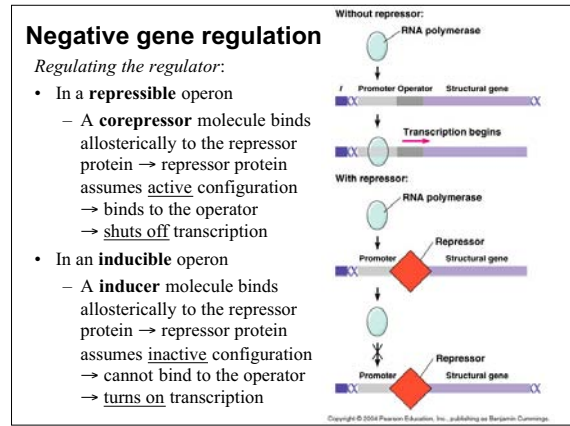 Negative gene regulation
Regulating the regulator:
• In a repressible operon
– A corepressor molecule binds
allosterically to the repressor
protein → repressor protein
assumes active configuration
→ binds to the operator
→ shuts off transcription
• In an inducible operon
– A inducer molecule binds
allosterically to the repressor
protein → repressor protein
assumes inactive configuration
→ cannot bind to the operator
→ turns on transcription
Without repressor:
RNA polymerase
I Promoter Operator Structural gene
Transcription begins
With repressor:
RNA polymerase
Repressor
Promoter Structural gene
Repressor
Promoter Structural gene
Copyright © 2004 Pearson Education, Inc., publishing as Benjamin Cummings.